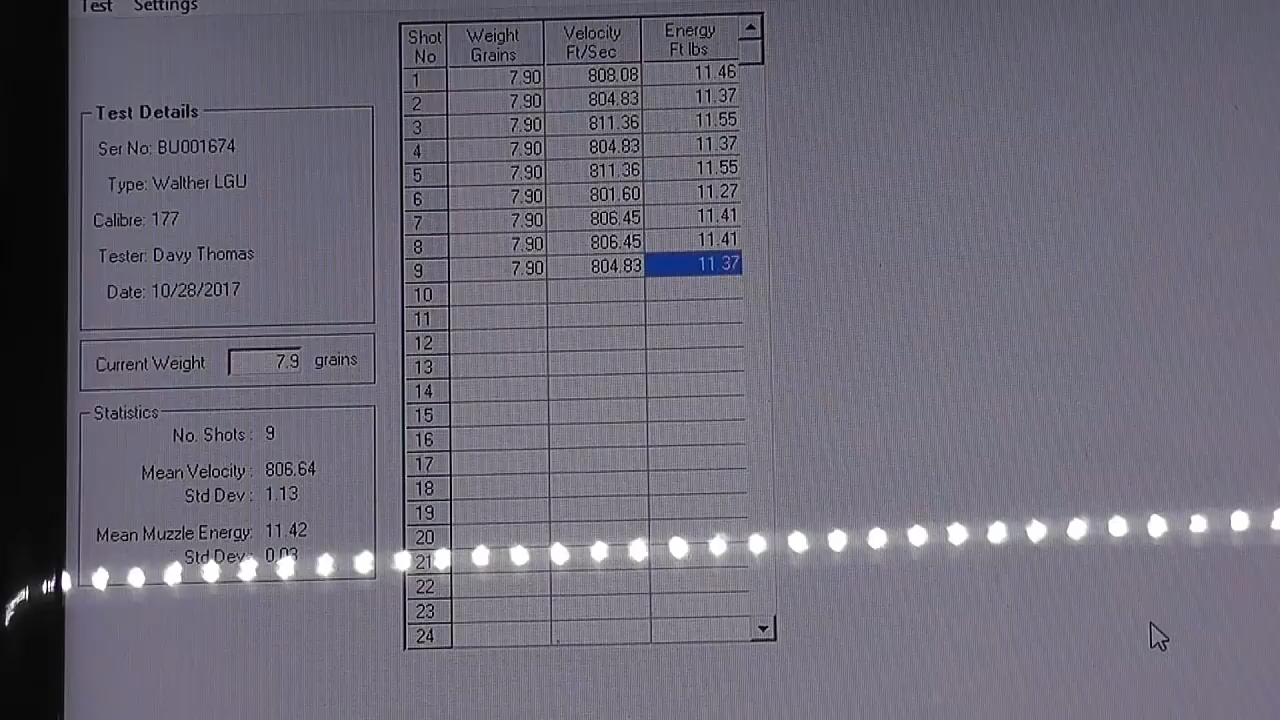 Test Settings
Test Details
Ser No: BU001674
Type: Walther LGU
Calibre: 177
Tester: Davy Thomas
Date: 10/28/2017
Current Weight 7.9 grains
Statistics
No. Shots: 9
Mean Velocity: 806.64
Std Dev: 1.13
Mean Muzzle Energy: 11.42
Std Dev: 0.03
Shot No Weight Grains Velocity Ft/Sec Energy Ft lbs
1 7.90 808.08 11.46
2 7.90 804.83 11.37
3 7.90 811.36 11.55
4 7.90 804.83 11.37
5 7.90 811.36 11.55
6 7.90 801.60 11.27
7 7.90 806.45 11.41
8 7.90 806.45 11.41
9 7.90 804.83 11.37
10
11
12
13
14
15
16
17
18
19
20
21
22
23
24